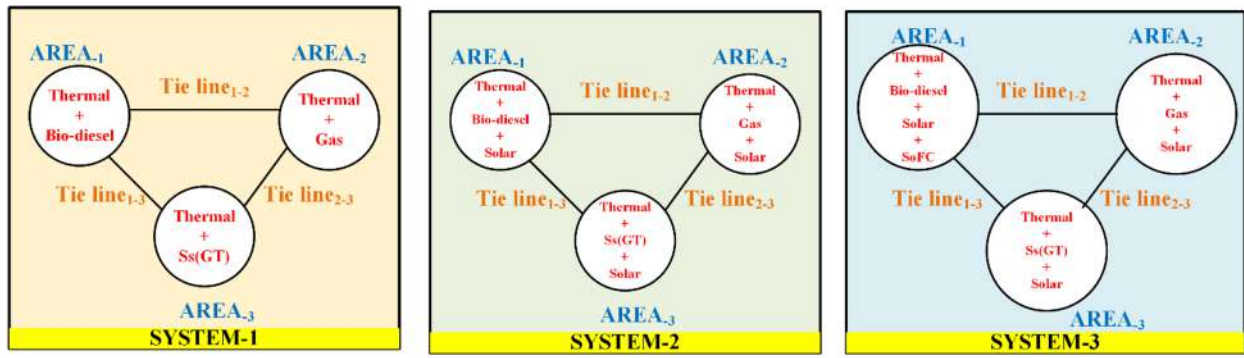 AREA-1
AREA-2
Thermal
+
Bio-diesel
Tie line1-2
Thermal
+
Gas
Tie line1-3
Tie line2-3
Thermal
+
Ss(GT)
AREA-3
SYSTEM-1
AREA-1
AREA-2
Thermal
+
Bio-diesel
+
Solar
Tie line1-2
Thermal
+
Gas
+
Solar
Tie line1-3
Tie line2-3
Thermal
+
Ss(GT)
+
Solar
AREA-3
SYSTEM-2
AREA-1
AREA-2
Thermal
+
Bio-diesel
+
Solar
+
SoFC
Tie line1-2
Thermal
+
Gas
+
Solar
Tie line1-3
Tie line2-3
Thermal
+
Ss(GT)
+
Solar
AREA-3
SYSTEM-3